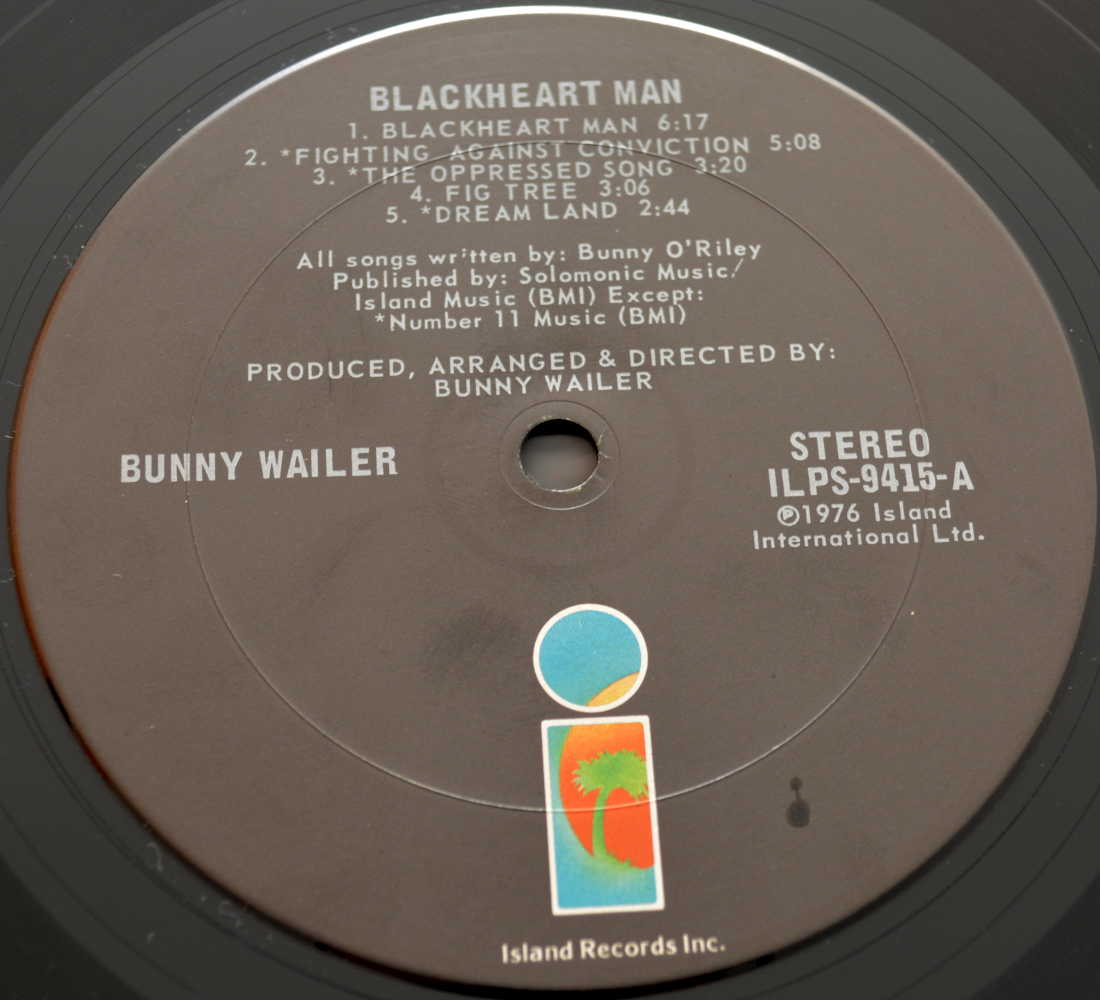 BLACKHEART MAN
1. BLACKHEART MAN 6:17
2. *FIGHTING AGAINST CONVICTION 5:08
3. *THE OPPRESSED SONG 3:20
4. FIG TREE 3:06
5. *DREAM LAND 2:44
All songs written by: Bunny O'Riley
Published by: Solomonic Music/
Island Music (BMI) Except:
*Number 11 Music (BMI)
PRODUCED, ARRANGED & DIRECTED BY:
BUNNY WAILER
BUNNY WAILER
STEREO
ILPS-9415-A
℗1976 Island
International Ltd.
Island Records Inc.